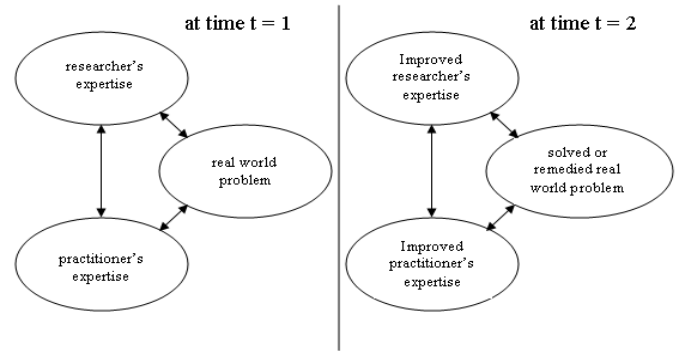 at time t = 1
researcher's
expertise
real world
problem
practitioner's
expertise
at time t = 2
Improved
researcher's
expertise
solved or
remedied real
world problem
Improved
practitioner's
expertise